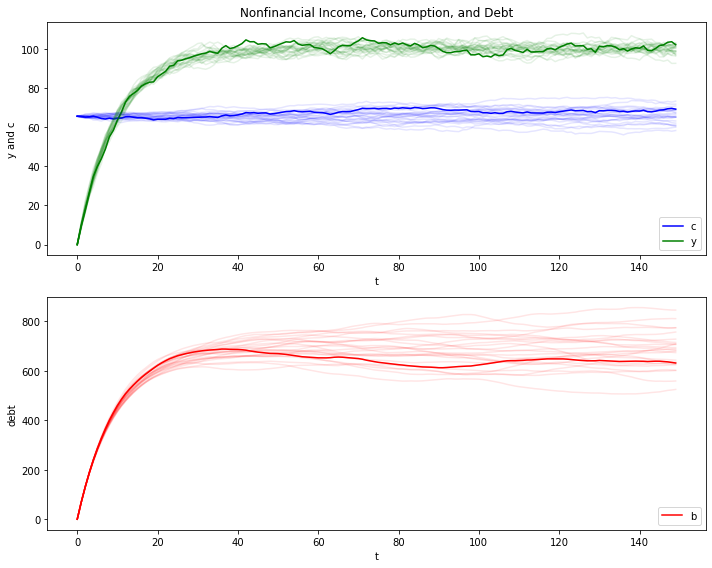 Nonfinancial Income, Consumption, and Debt
100
80
60
40
20
0
y and c
c
y
0 20 40 60 80 100 120 140
t
800
600
400
200
0
debt
b
0 20 40 60 80 100 120 140
t